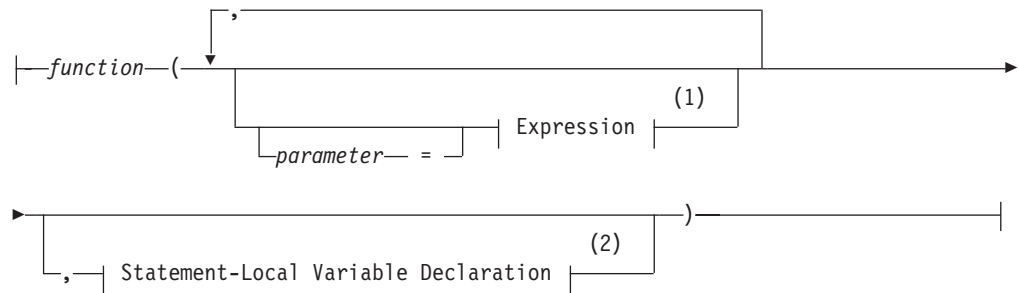 ,
function (
(1)
Expression
parameter =
)
(2)
, Statement-Local Variable Declaration